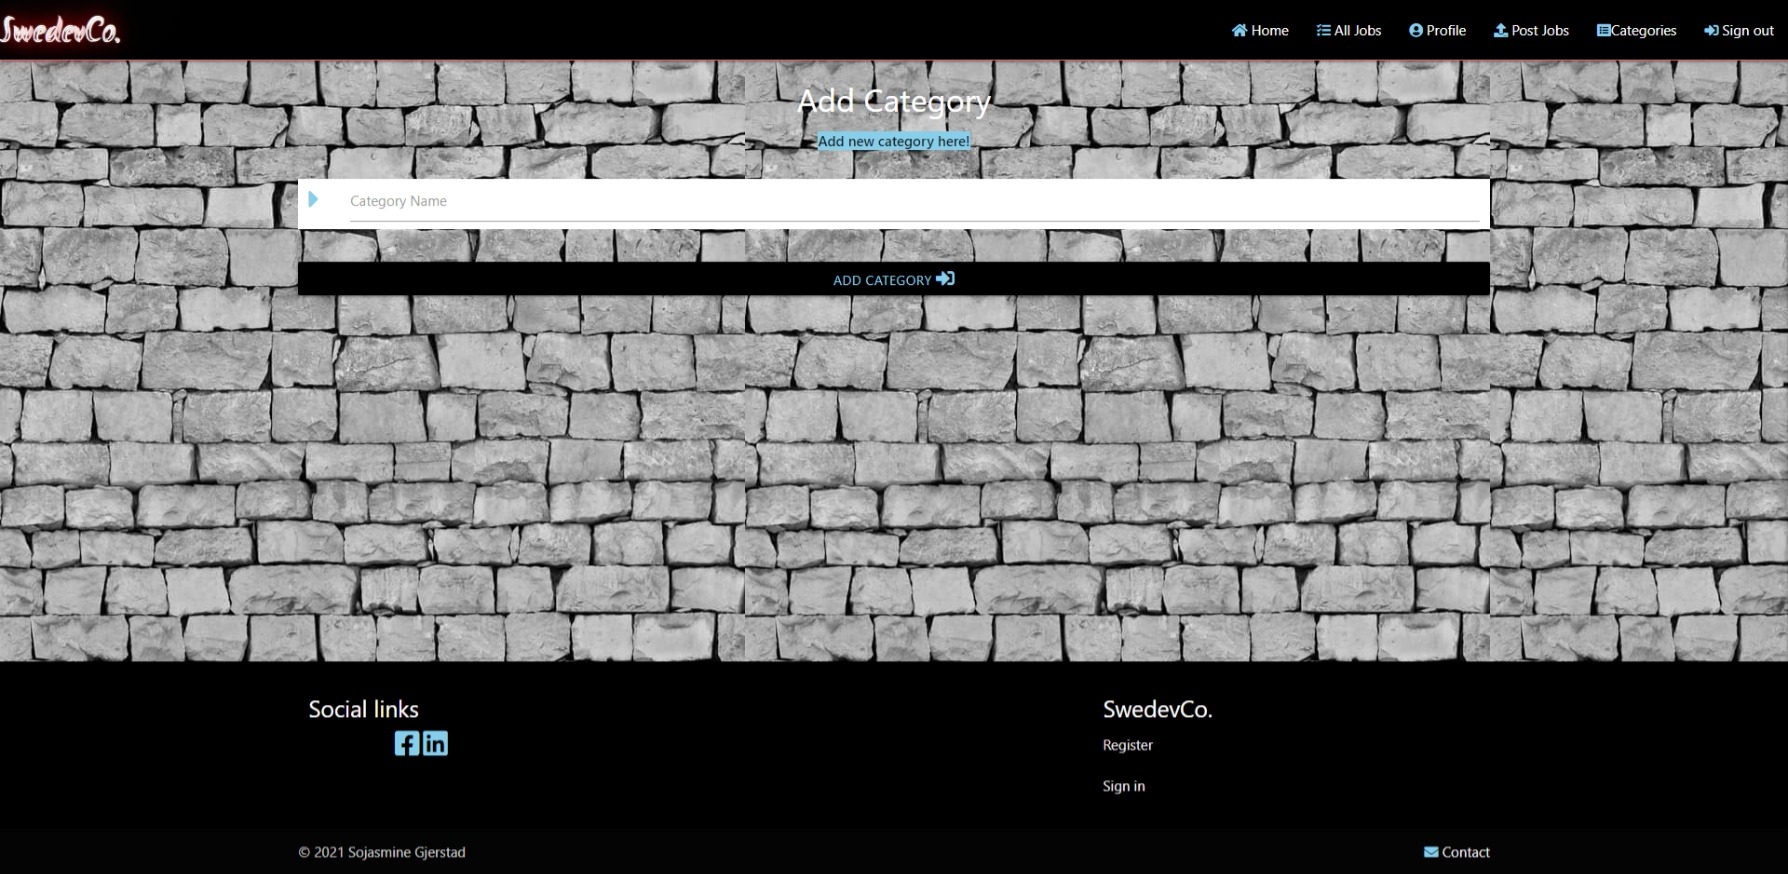 SwedevCo.
Home All Jobs Profile Post Jobs Categories Sign out
Add Category
Add new category here!
Category Name
ADD CATEGORY
Social links
SwedevCo.
Register
Sign in
© 2021 Sojasmine Gjerstad
Contact